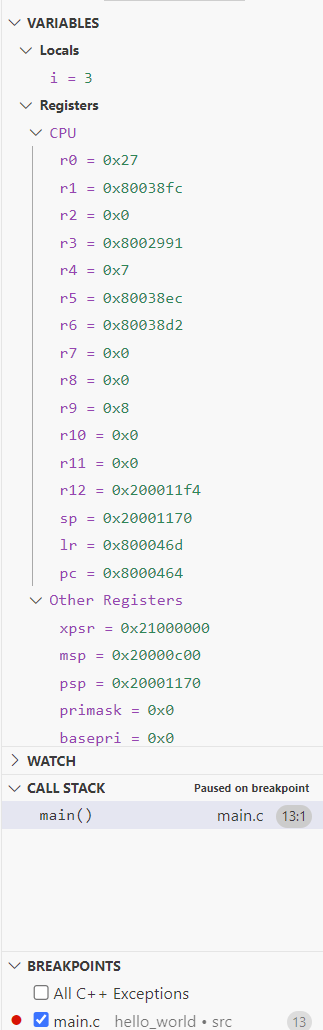 VARIABLES
Locals
i = 3
Registers
CPU
r0 = 0x27
r1 = 0x80038fc
r2 = 0x0
r3 = 0x8002991
r4 = 0x7
r5 = 0x80038ec
r6 = 0x80038d2
r7 = 0x0
r8 = 0x0
r9 = 0x8
r10 = 0x0
r11 = 0x0
r12 = 0x200011f4
sp = 0x20001170
lr = 0x800046d
pc = 0x8000464
Other Registers
xpsr = 0x21000000
msp = 0x20000c00
psp = 0x20001170
primask = 0x0
basepri = 0x0
WATCH
CALL STACK Paused on breakpoint
main() main.c 13:1
BREAKPOINTS
All C++ Exceptions
main.c hello_world • src 13